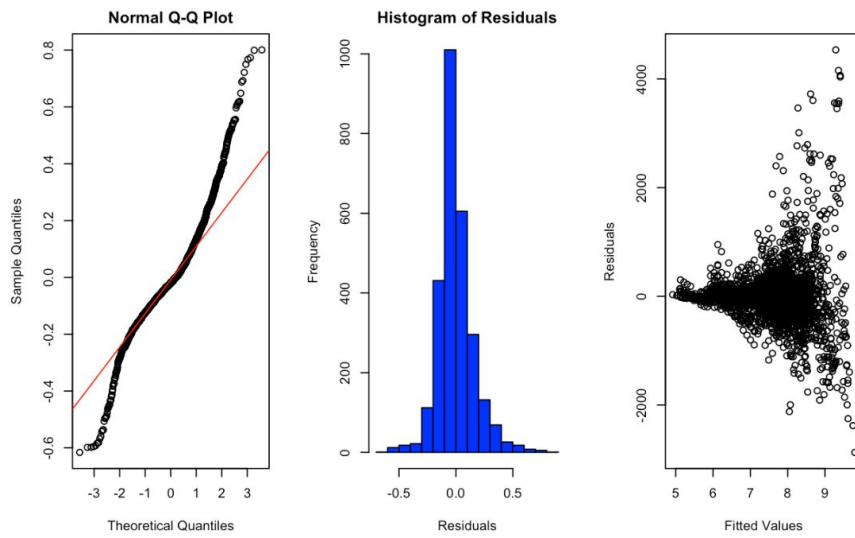 Normal Q-Q Plot
Sample Quantiles
0.8
0.6
0.4
0.2
0.0
-0.2
-0.4
-0.6
-3 -2 -1 0 1 2 3
Theoretical Quantiles
Histogram of Residuals
Frequency
1000
800
600
400
200
0
-0.5 0.0 0.5
Residuals
Residuals
4000
2000
0
-2000
5 6 7 8 9
Fitted Values